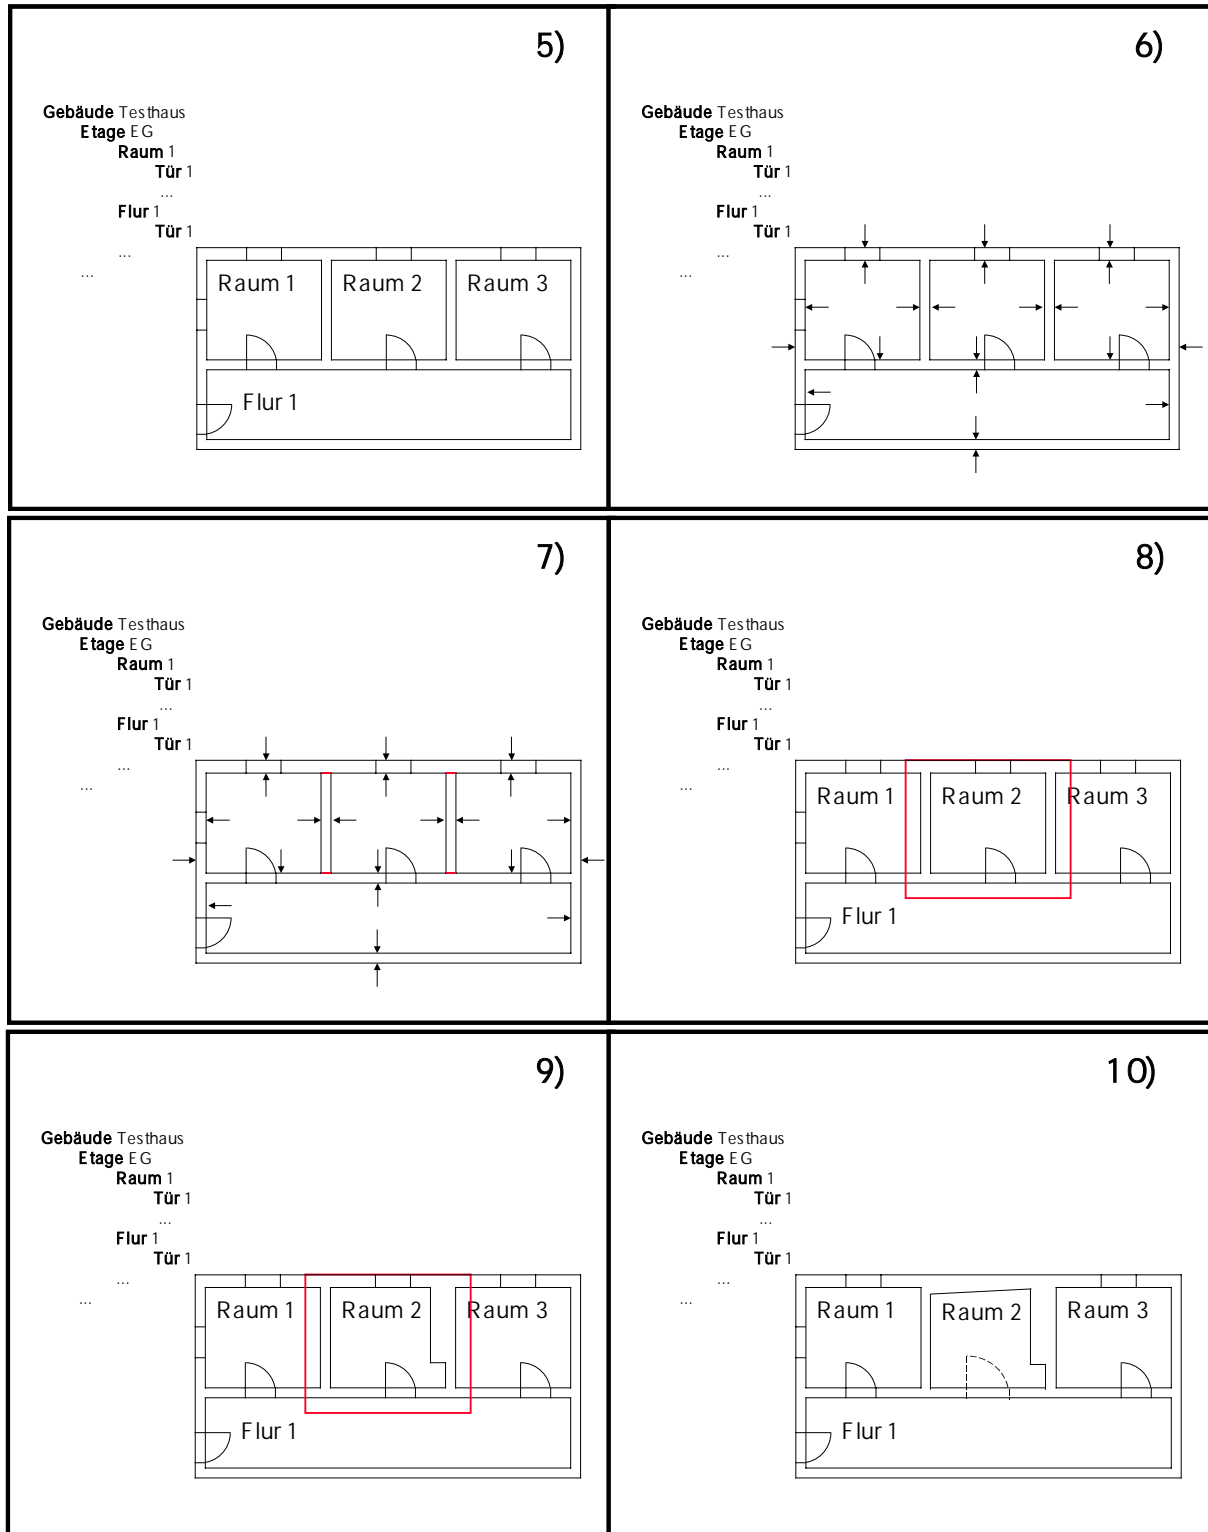 5)
Gebäude Testhaus
Etage EG
Raum 1
Tür 1
...
Flur 1
Tür 1
...
...
Raum 1 Raum 2 Raum 3
Flur 1
6)
Gebäude Testhaus
Etage EG
Raum 1
Tür 1
...
Flur 1
Tür 1
...
...
7)
Gebäude Testhaus
Etage EG
Raum 1
Tür 1
...
Flur 1
Tür 1
...
...
8)
Gebäude Testhaus
Etage EG
Raum 1
Tür 1
...
Flur 1
Tür 1
...
...
Raum 1 Raum 2 Raum 3
Flur 1
9)
Gebäude Testhaus
Etage EG
Raum 1
Tür 1
...
Flur 1
Tür 1
...
...
Raum 1 Raum 2 Raum 3
Flur 1
10)
Gebäude Testhaus
Etage EG
Raum 1
Tür 1
...
Flur 1
Tür 1
...
...
Raum 1 Raum 2 Raum 3
Flur 1